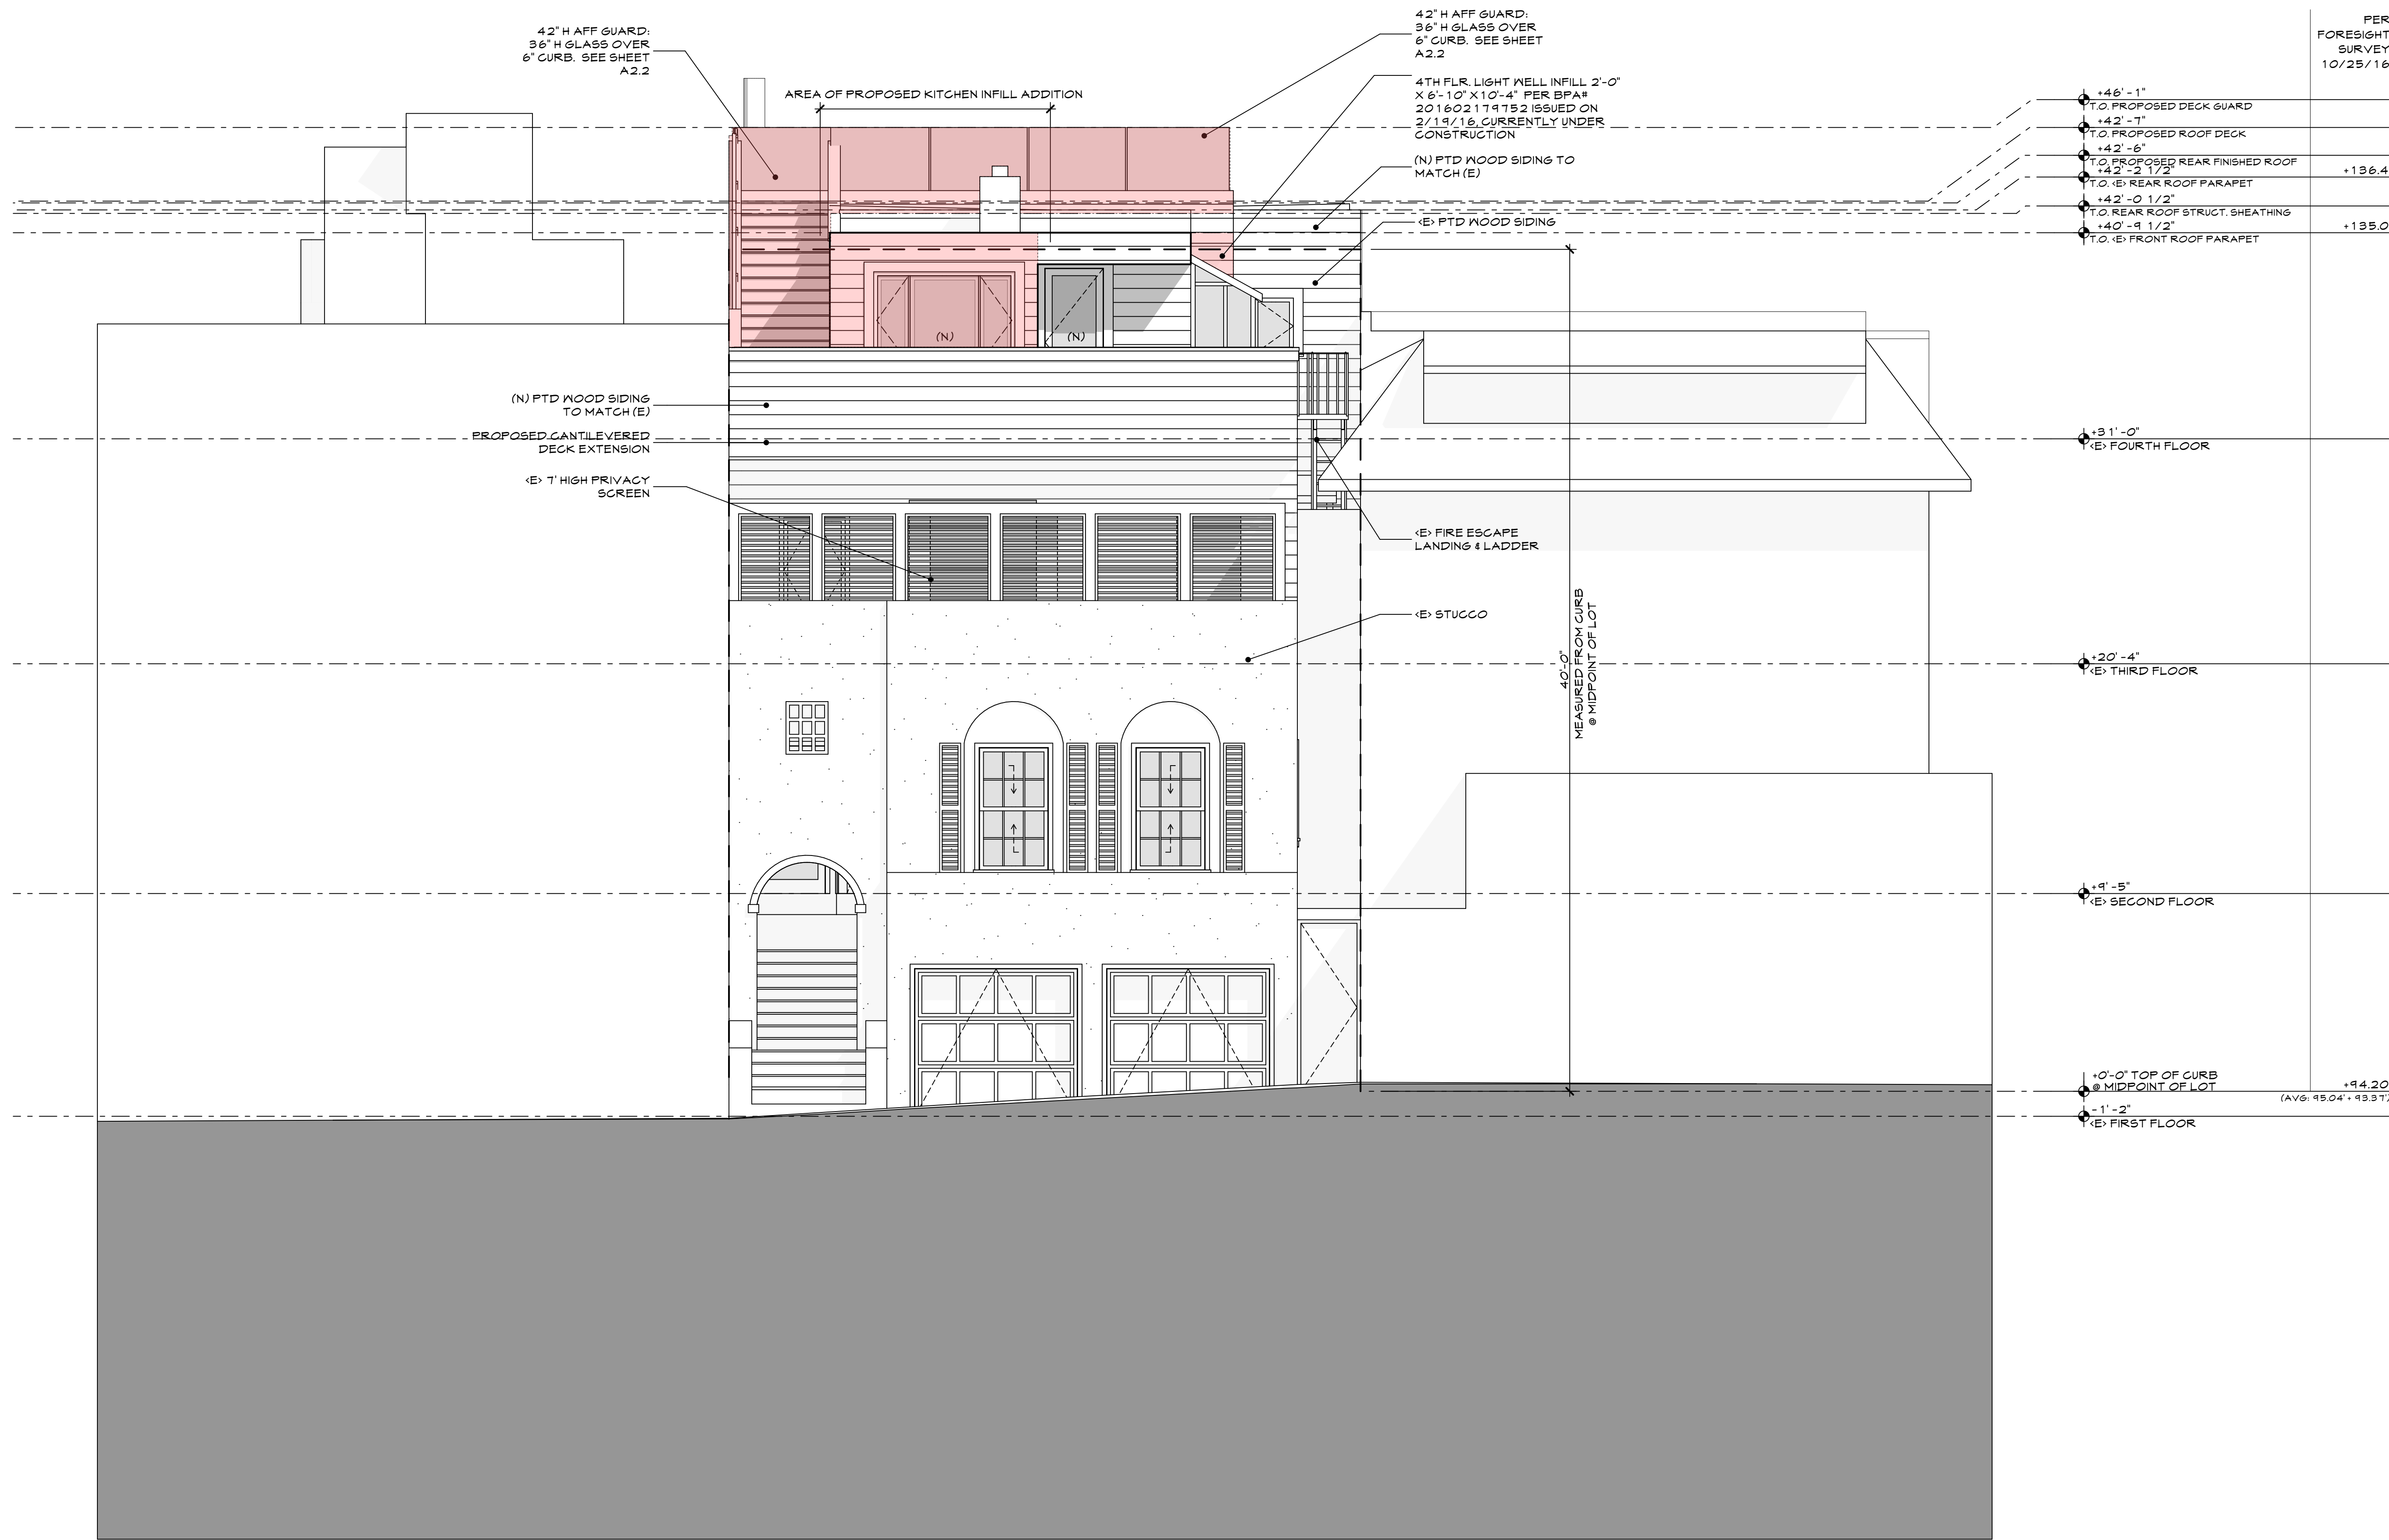 42" H AFF GUARD:
36" H GLASS OVER
6" CURB. SEE SHEET
A2.2
AREA OF PROPOSED KITCHEN INFILL ADDITION
42" H AFF GUARD:
36" H GLASS OVER
6" CURB. SEE SHEET
A2.2
4TH FLR. LIGHT WELL INFILL 2'-0"
X 6'-10" X 10'-4" PER BPA#
201602179752 ISSUED ON
2/19/16, CURRENTLY UNDER
CONSTRUCTION
(N) PTD WOOD SIDING TO
MATCH (E)
<E> PTD WOOD SIDING
(N)
(N)
(N) PTD WOOD SIDING
TO MATCH (E)
PROPOSED CANTILEVERED
DECK EXTENSION
<E> 7' HIGH PRIVACY
SCREEN
<E> FIRE ESCAPE
LANDING & LADDER
<E> STUCCO
40'-0"
MEASURED FROM CURB
@ MIDPOINT OF LOT
PER
FORESIGHT
SURVEY
10/25/16
+46'-1"
T.O. PROPOSED DECK GUARD
+42'-7"
T.O. PROPOSED ROOF DECK
+42'-6"
T.O. PROPOSED REAR FINISHED ROOF
+42'-2 1/2"
+136.4
T.O. <E> REAR ROOF PARAPET
+42'-0 1/2"
T.O. REAR ROOF STRUCT. SHEATHING
+40'-9 1/2"
+135.0
T.O. <E> FRONT ROOF PARAPET
+31'-0"
<E> FOURTH FLOOR
+20'-4"
<E> THIRD FLOOR
+9'-5"
<E> SECOND FLOOR
+0'-0" TOP OF CURB
@ MIDPOINT OF LOT
+94.20
(AVG: 95.04' + 93.37')
-1'-2"
<E> FIRST FLOOR